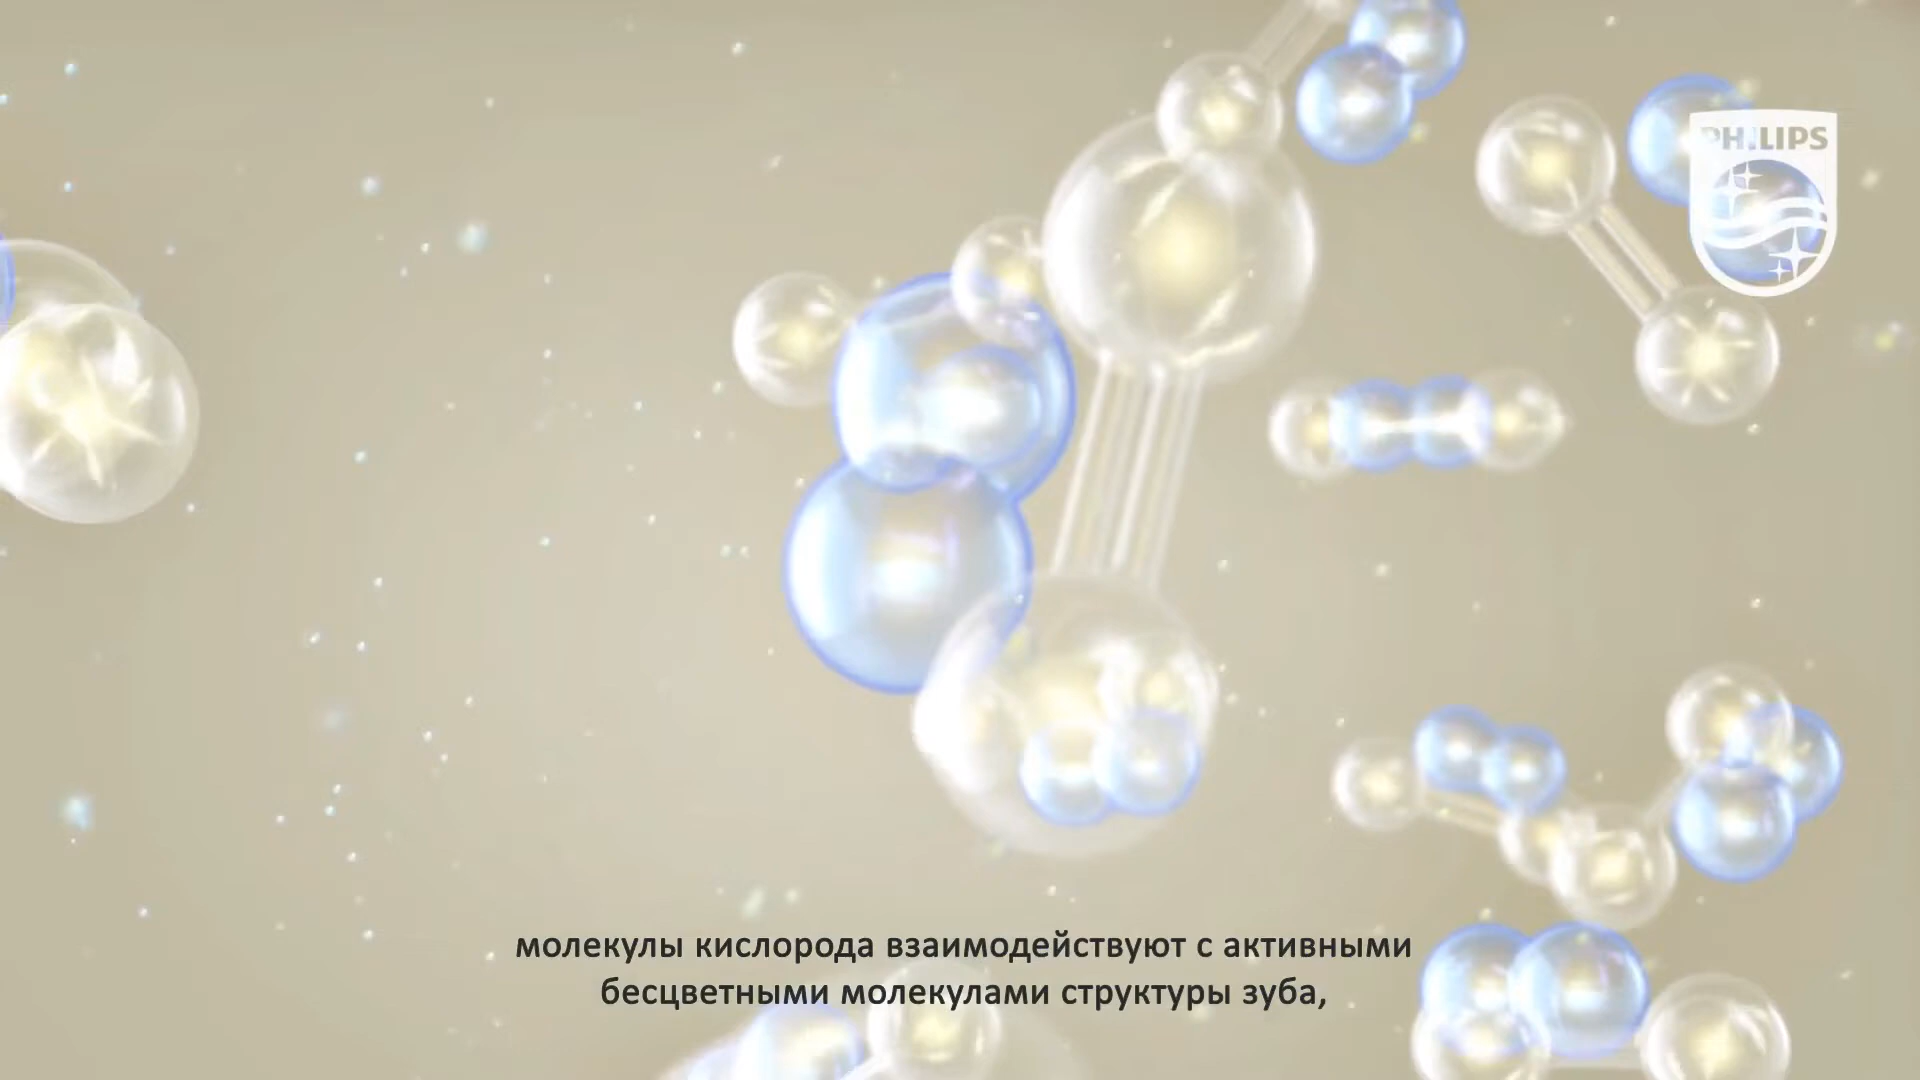 PHILIPS
молекулы кислорода взаимодействуют с активными
бесцветными молекулами структуры зуба,